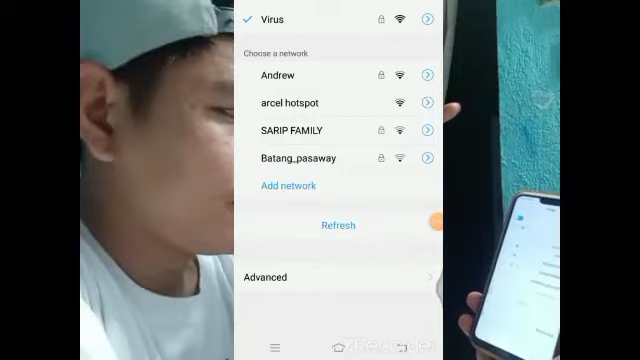 Virus
Choose a network
Andrew
arcel hotspot
SARIP FAMILY
Batang_pasaway
Add network
Refresh
Advanced